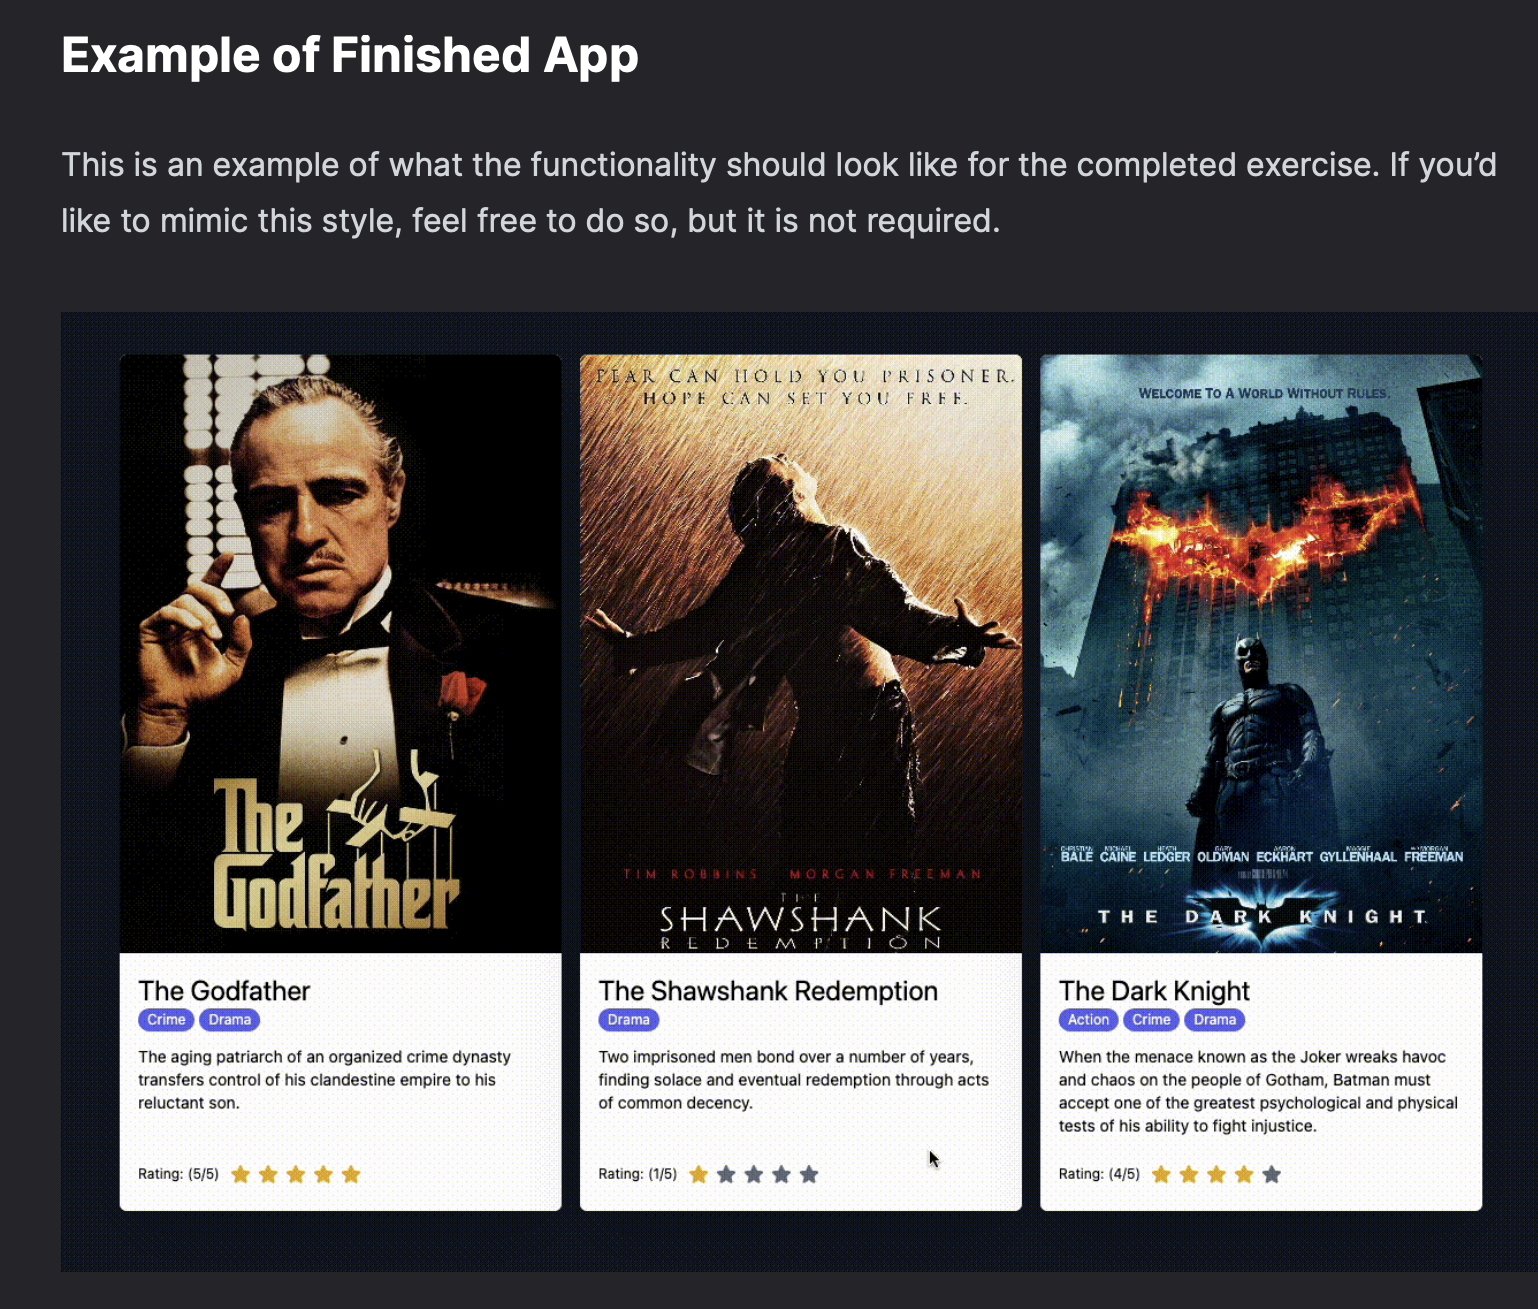 Example of Finished App
This is an example of what the functionality should look like for the completed exercise. If you’d
like to mimic this style, feel free to do so, but it is not required.
The
Godfather
The Godfather
Crime Drama
The aging patriarch of an organized crime dynasty
transfers control of his clandestine empire to his
reluctant son.
Rating: (5/5)
FEAR CAN HOLD YOU PRISONER.
HOPE CAN SET YOU FREE.
TIM ROBBINS MORGAN FREEMAN
THE
SHAWSHANK
REDEMPTION
The Shawshank Redemption
Drama
Two imprisoned men bond over a number of years,
finding solace and eventual redemption through acts
of common decency.
Rating: (1/5)
WELCOME TO A WORLD WITHOUT RULES.
CHRISTIAN BALE MICHAEL CAINE HEATH LEDGER GARY OLDMAN AARON ECKHART MAGGIE GYLLENHAAL MORGAN FREEMAN
THE DARK KNIGHT
The Dark Knight
Action Crime Drama
When the menace known as the Joker wreaks havoc
and chaos on the people of Gotham, Batman must
accept one of the greatest psychological and physical
tests of his ability to fight injustice.
Rating: (4/5)